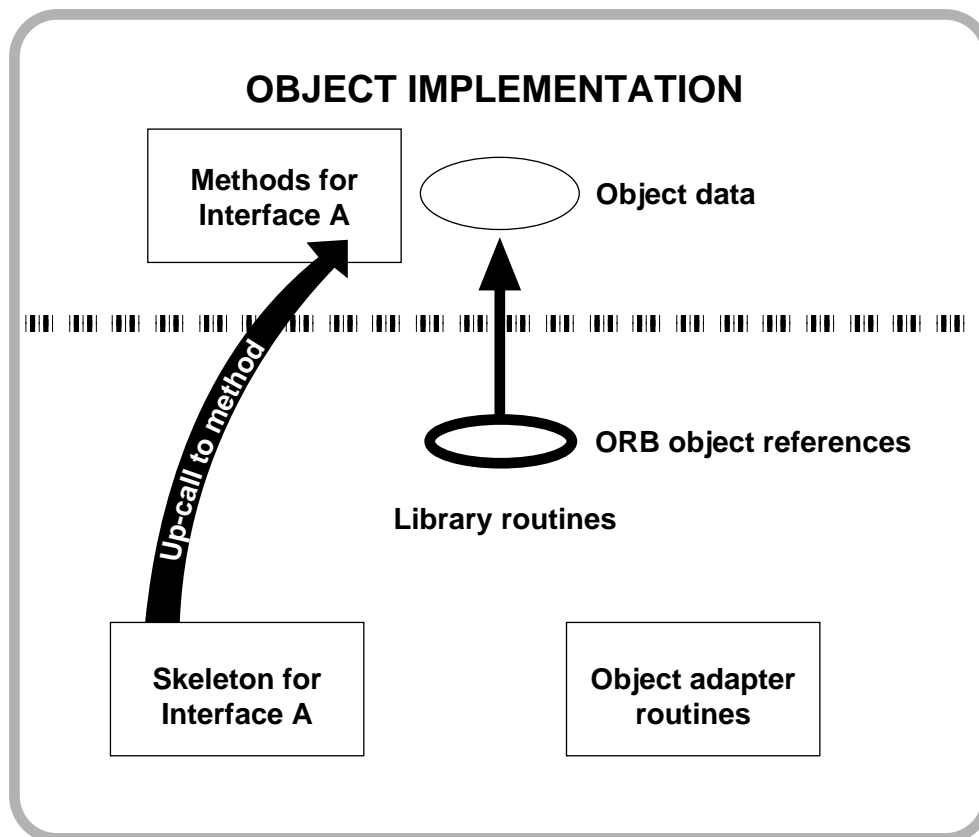 OBJECT IMPLEMENTATION
Methods for
Interface A
Object data
Up-call to method
ORB object references
Library routines
Skeleton for
Interface A
Object adapter
routines